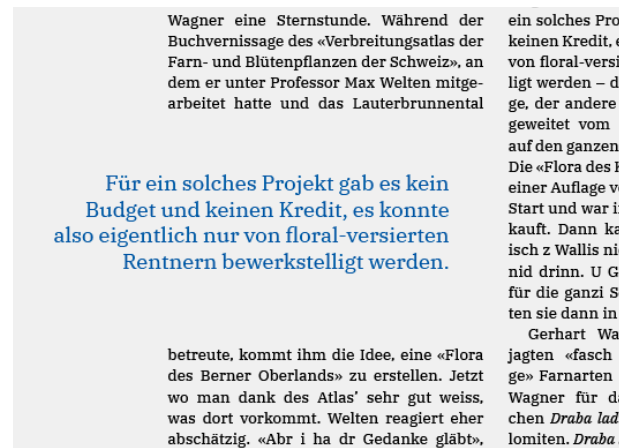 Wagner eine Sternstunde. Während der
Buchvernissage des «Verbreitungsatlas der
Farn- und Blütenpflanzen der Schweiz», an
dem er unter Professor Max Welten mitge-
arbeitet hatte und das Lauterbrunnental
Für ein solches Projekt gab es kein
Budget und keinen Kredit, es konnte
also eigentlich nur von floral-versierten
Rentnern bewerkstelligt werden.
betreute, kommt ihm die Idee, eine «Flora
des Berner Oberlands» zu erstellen. Jetzt
wo man dank des Atlas’ sehr gut weiss,
was dort vorkommt. Welten reagiert eher
abschätzig. «Abr i ha dr Gedanke gläbt»,
ein solches
keinen Kredit,
von
ligt werden – 
ge, der andere
geweitet vom
auf den ganzen
Die «Flora des
einer Auflage
Start und war
kauft. Dann
isch z Wallis
nid drinn. U
für die ganzi
ten sie dann in
Gerhart
jagten «fasch
ge» Farnarten
Wagner für
chen Draba
lomiten. Draba